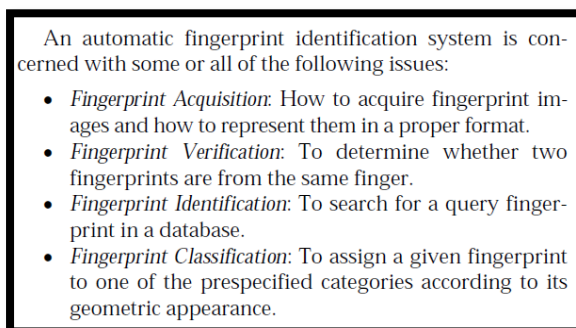 An automatic fingerprint identification system is con-
cerned with some or all of the following issues:
• Fingerprint Acquisition: How to acquire fingerprint im-
ages and how to represent them in a proper format.
• Fingerprint Verification: To determine whether two
fingerprints are from the same finger.
• Fingerprint Identification: To search for a query finger-
print in a database.
• Fingerprint Classification: To assign a given fingerprint
to one of the prespecified categories according to its
geometric appearance.